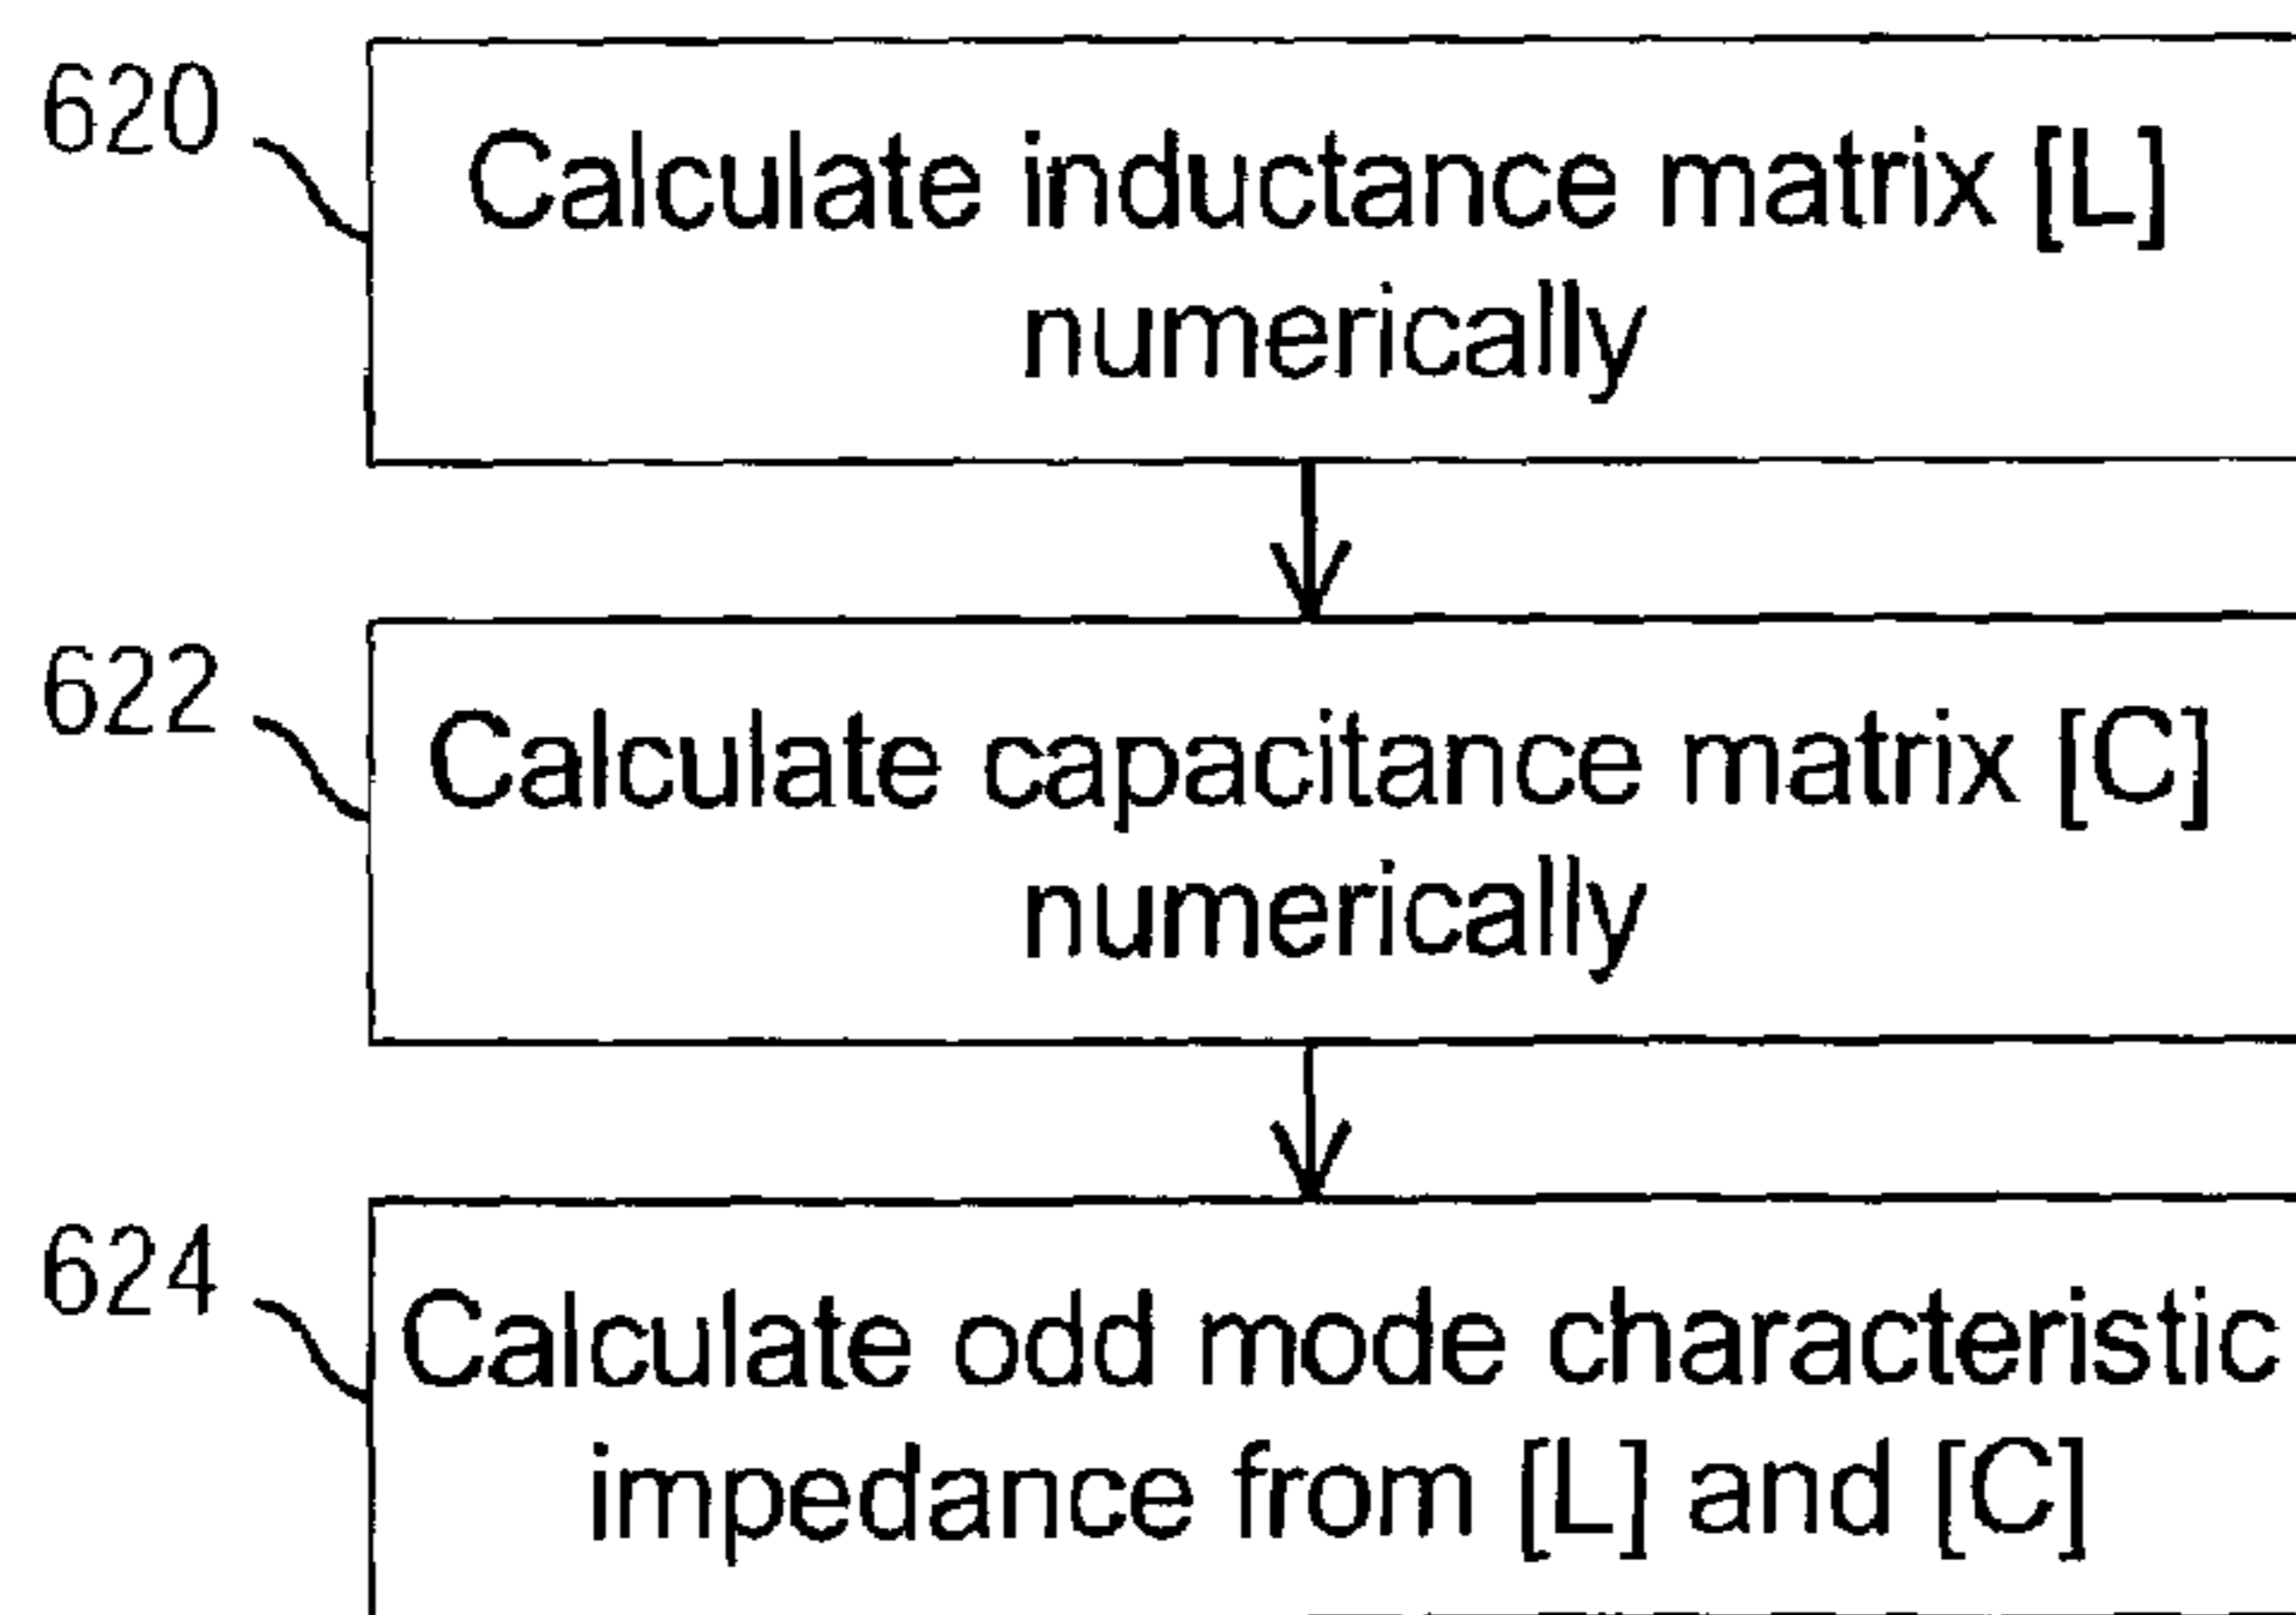 620
Calculate inductance matrix [L]
numerically
622
Calculate capacitance matrix [C]
numerically
624
Calculate odd mode characteristic
impedance from [L] and [C]